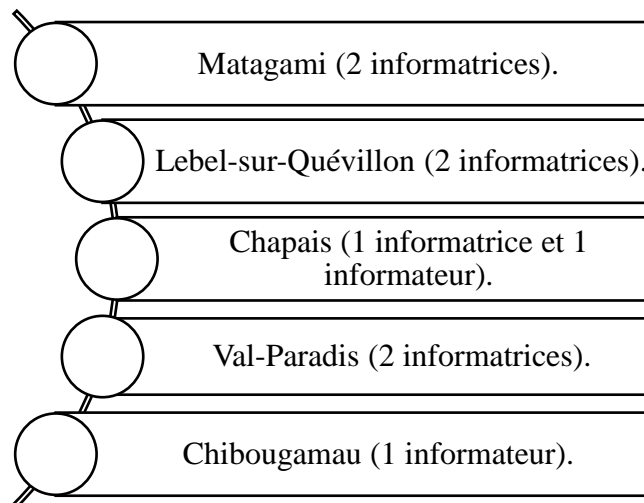 Matagami (2 informatrices).
Lebel-sur-Quévillon (2 informatrices).
Chapais (1 informatrice et 1
informateur).
Val-Paradis (2 informatrices).
Chibougamau (1 informateur).